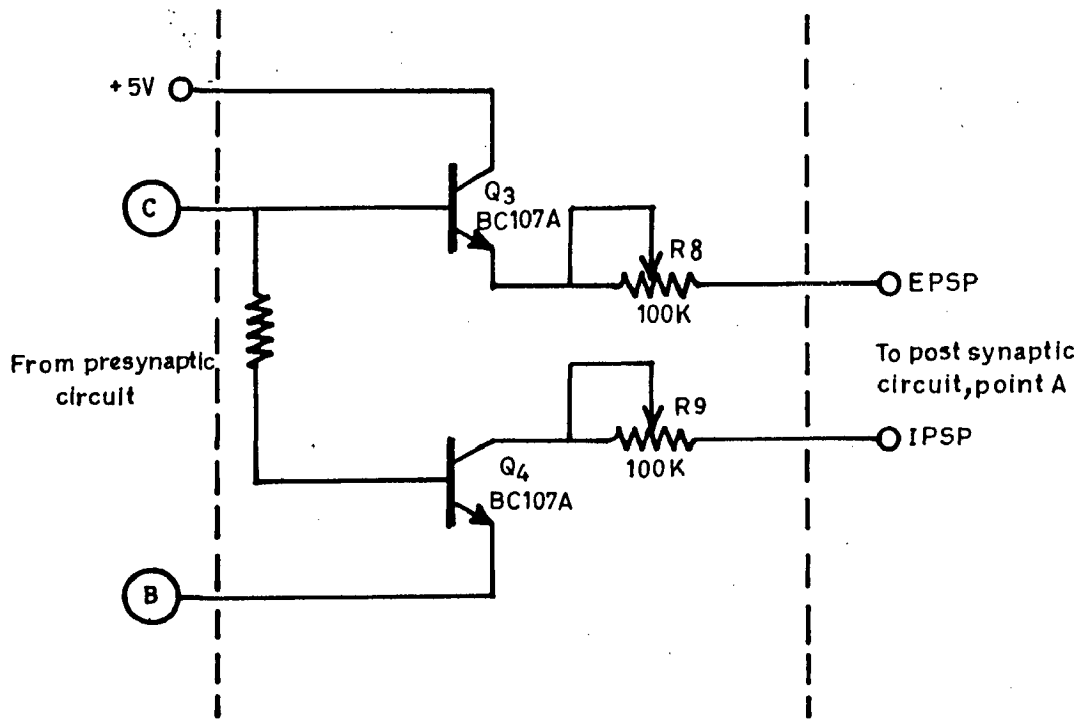 +5V
C
Q3
BC107A
R8
100K
EPSP
From presynaptic
circuit
To post synaptic
circuit, point A
R9
100K
IPSP
Q4
BC107A
B